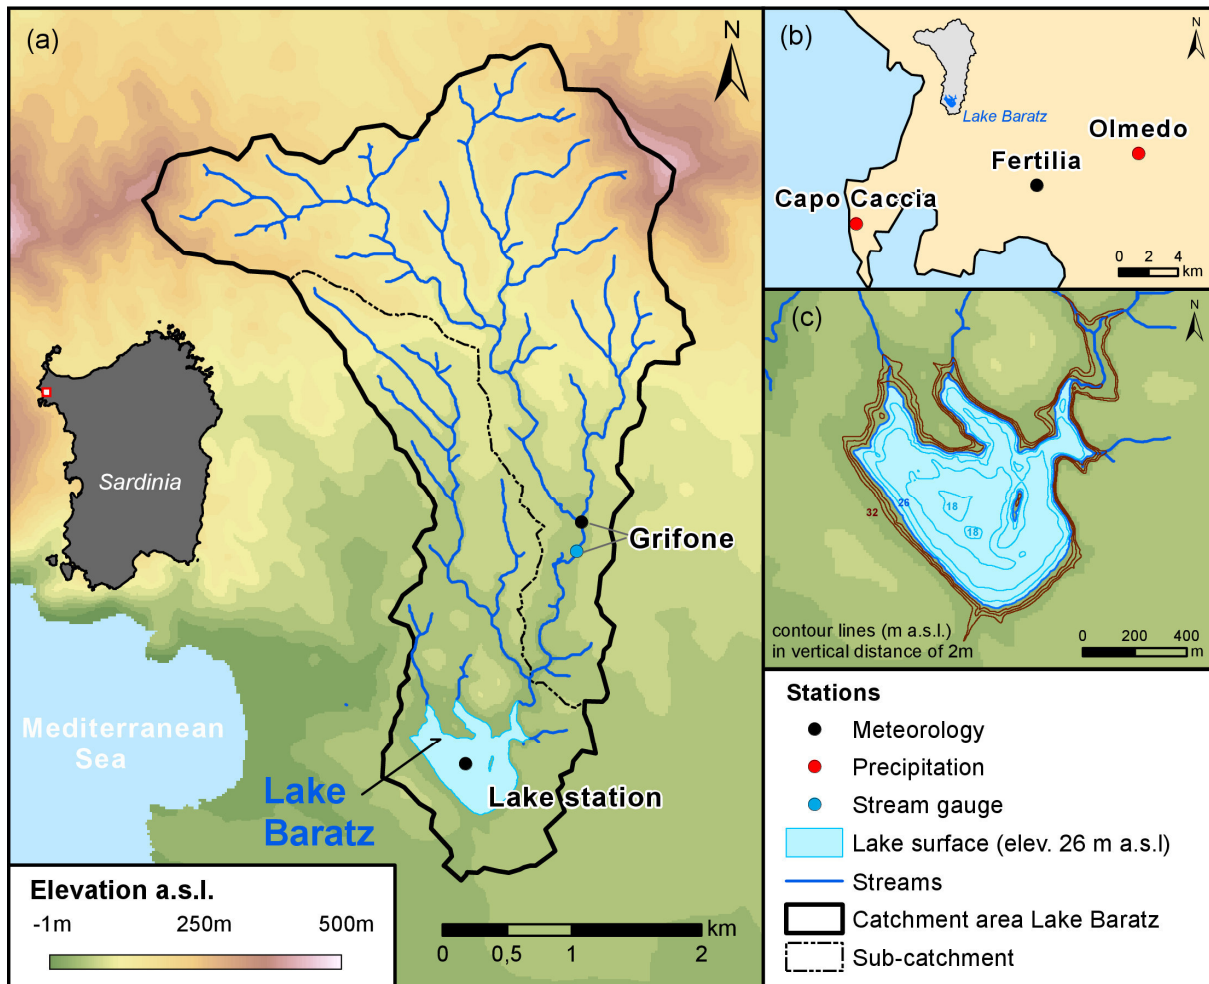 (a)
N
Sardinia
Grifone
Mediterranean
Sea
Lake
Baratz
Lake station
Elevation a.s.l.
-1m 250m 500m
km
0 0,5 1 2
(b)
N
Lake Baratz
Olmedo
Fertilia
Capo Caccia
0 2 4
km
(c)
N
32
26
18
18
contour lines (m a.s.l.)
in vertical distance of 2m
0 200 400
m
Stations
Meteorology
Precipitation
Stream gauge
Lake surface (elev. 26 m a.s.l)
Streams
Catchment area Lake Baratz
Sub-catchment